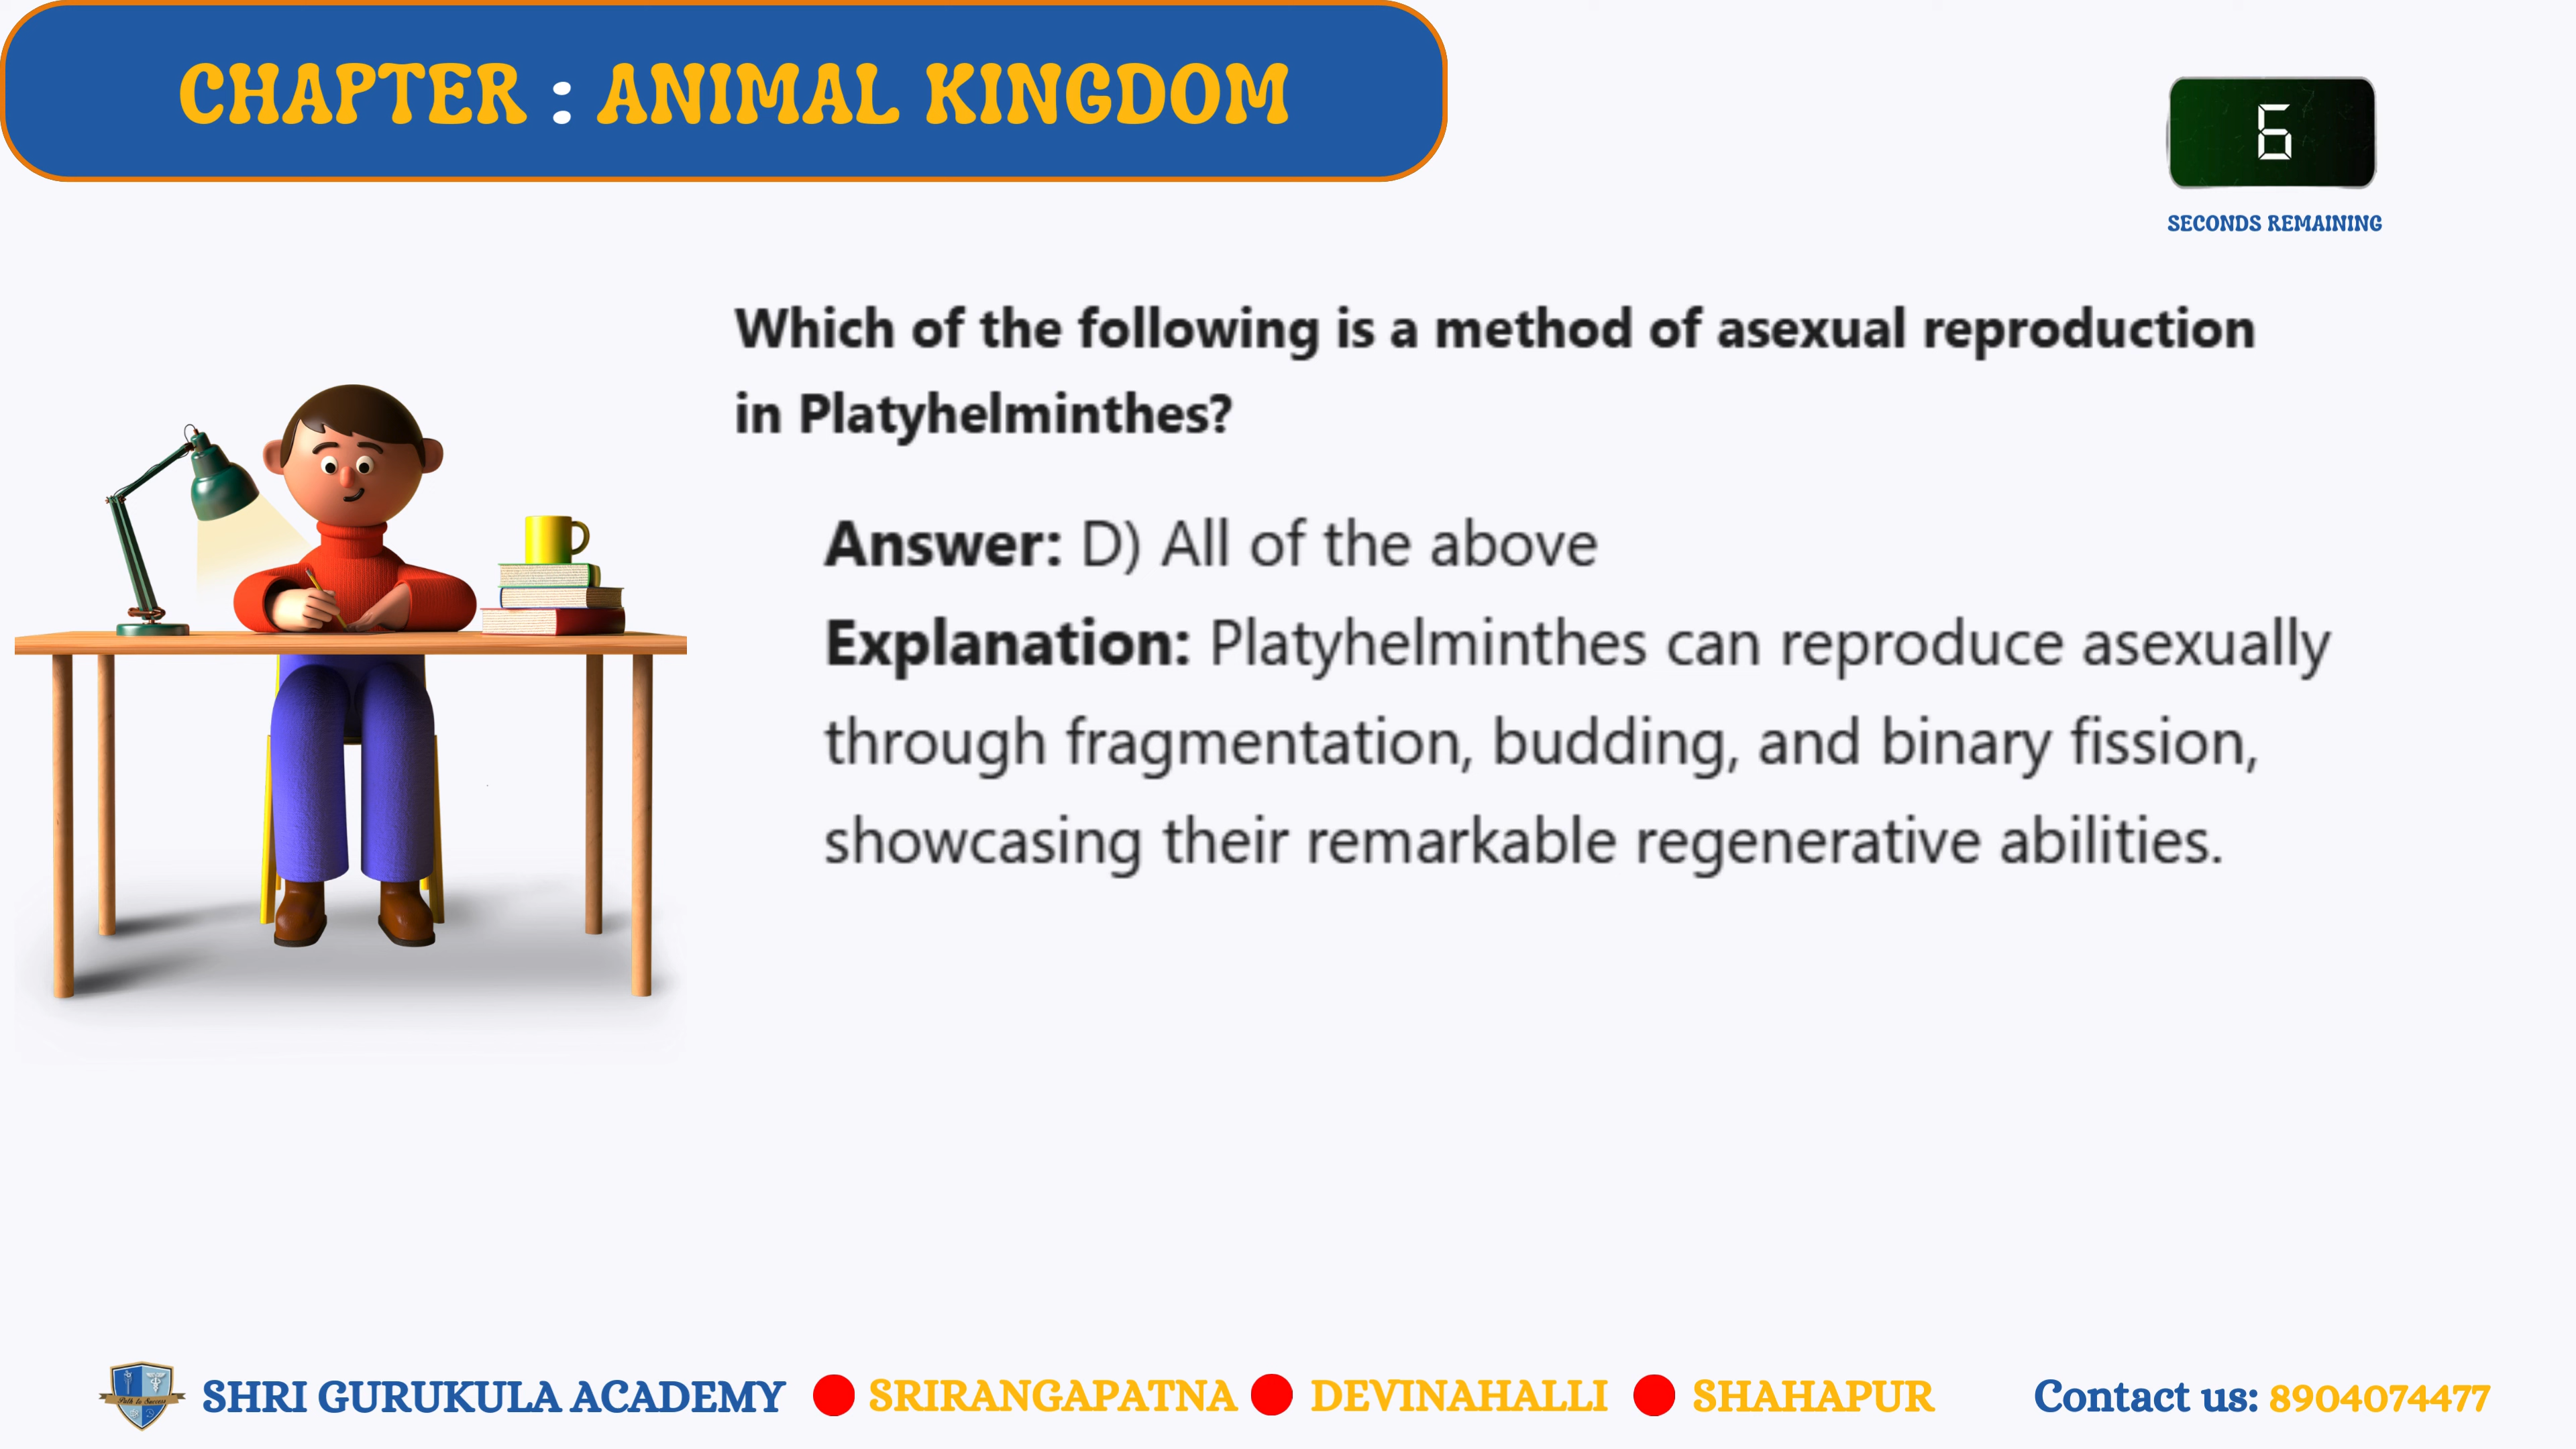 CHAPTER : ANIMAL KINGDOM
6
SECONDS REMAINING
Which of the following is a method of asexual reproduction
in Platyhelminthes?
Answer: D) All of the above
Explanation: Platyhelminthes can reproduce asexually
through fragmentation, budding, and binary fission,
showcasing their remarkable regenerative abilities.
SHRI GURUKULA ACADEMY SRIRANGAPATNA DEVINAHALLI SHAHAPUR Contact us: 8904074477